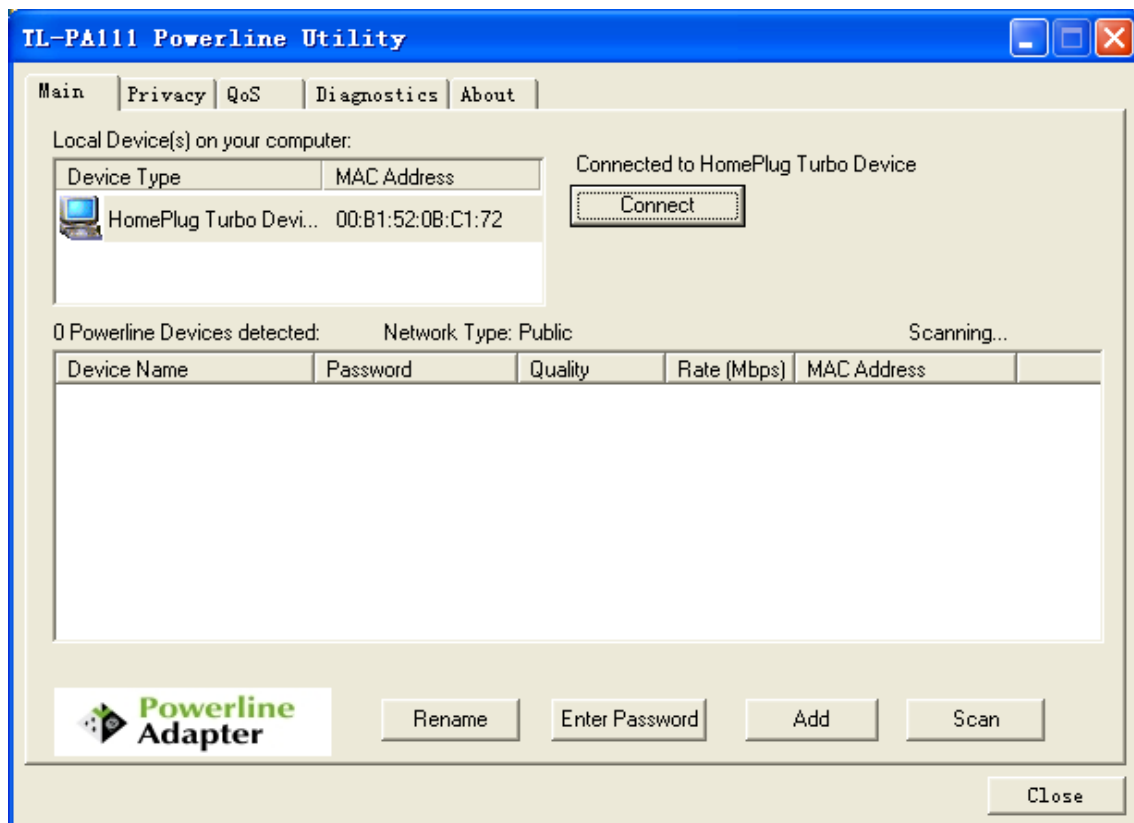 TL-PA111 Powerline Utility
Main Privacy QoS Diagnostics About
Local Device(s) on your computer:
Device Type MAC Address
HomePlug Turbo Devi... 00:B1:52:0B:C1:72
Connected to HomePlug Turbo Device
Connect
0 Powerline Devices detected: Network Type: Public Scanning...
Device Name Password Quality Rate (Mbps) MAC Address
Powerline
Adapter
Rename Enter Password Add Scan
Close